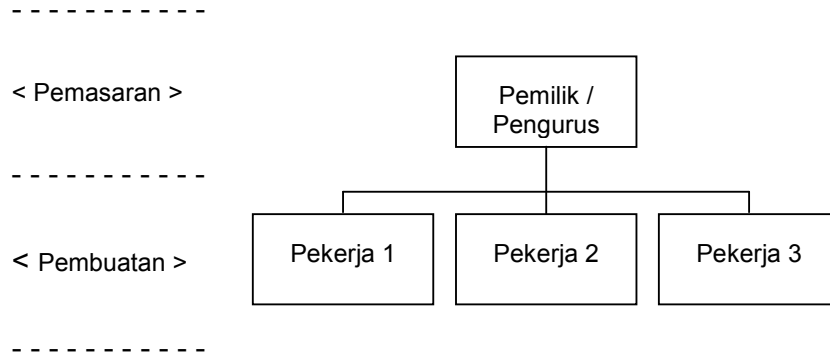 - - - - - - - - - - -
< Pemasaran >
Pemilik /
Pengurus
- - - - - - - - - - -
< Pembuatan >
Pekerja 1
Pekerja 2
Pekerja 3
- - - - - - - - - - -